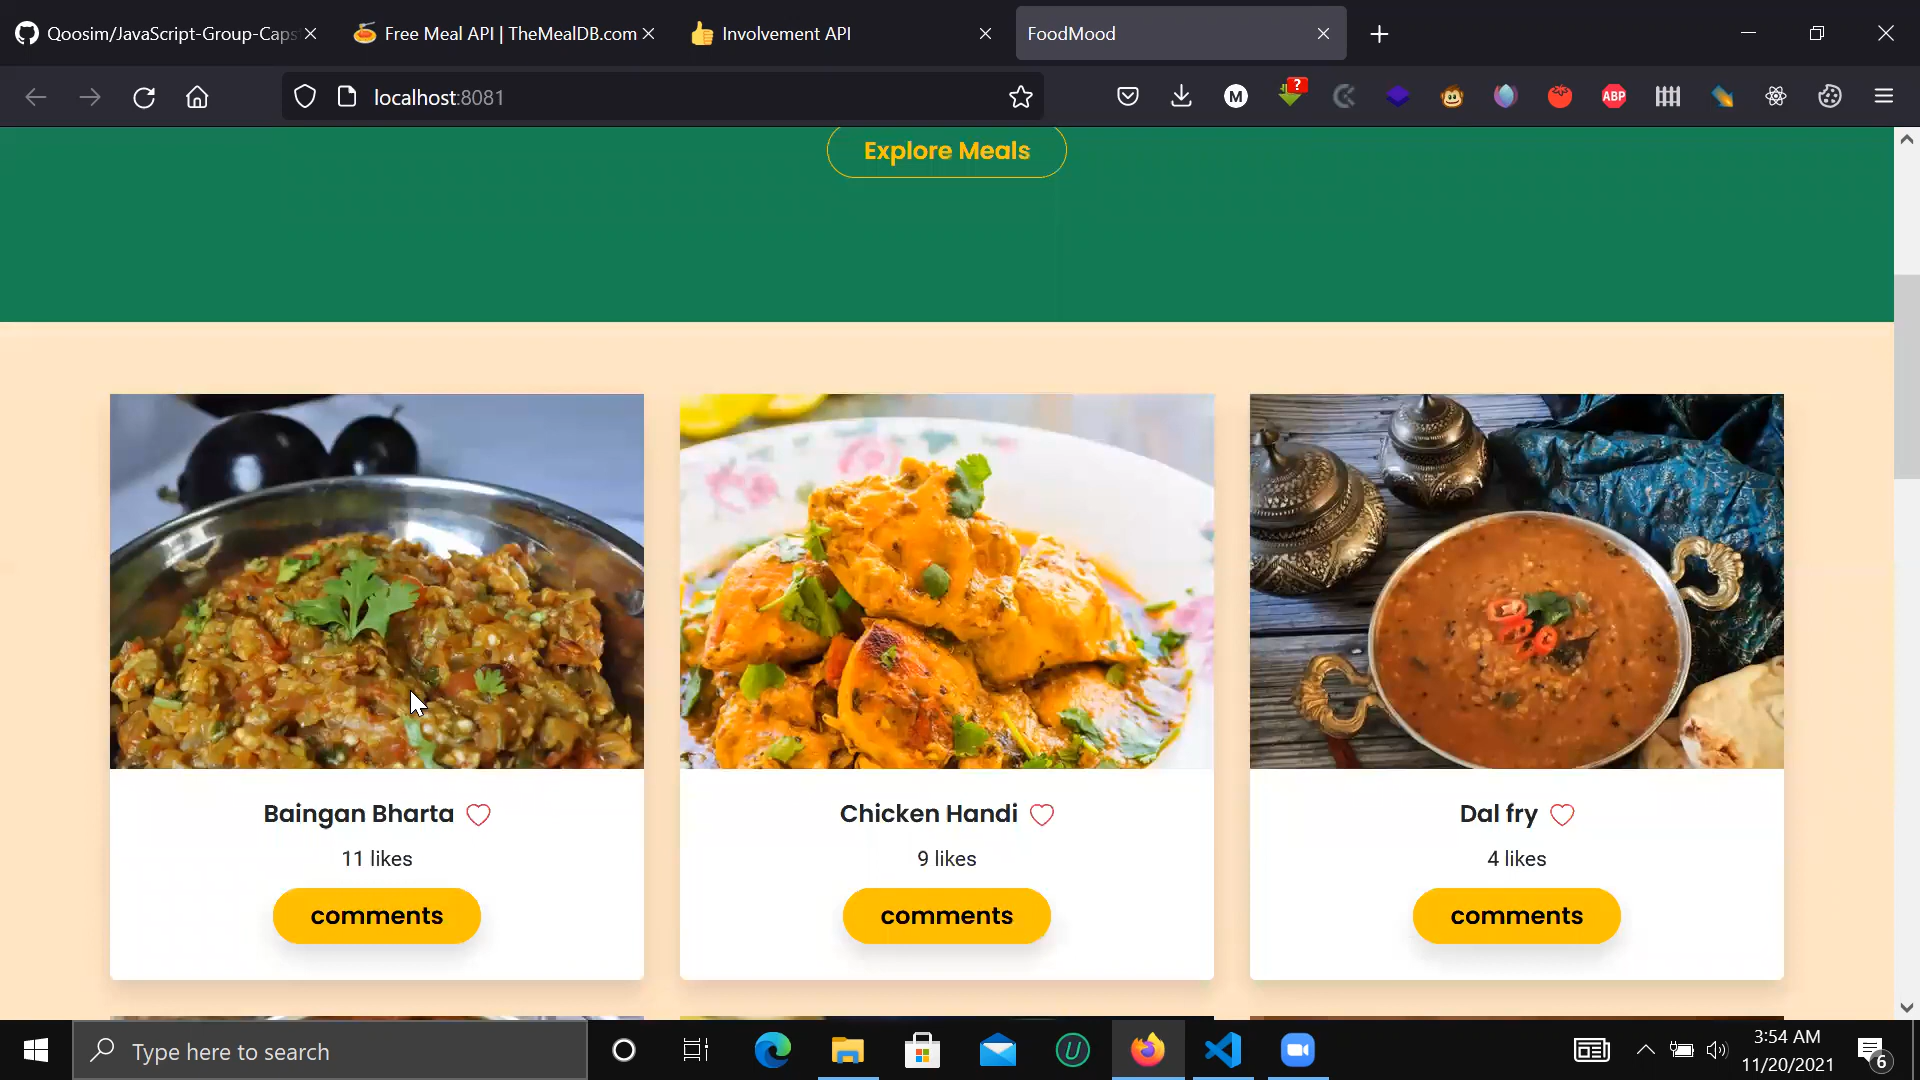 Qoosim/JavaScript-Group-Caps
Free Meal API | TheMealDB.com
Involvement API
FoodMood
localhost:8081
M
?
ABP
Explore Meals
Baingan Bharta
11 likes
comments
Chicken Handi
9 likes
comments
Dal fry
4 likes
comments
Type here to search
3:54 AM
11/20/2021
6